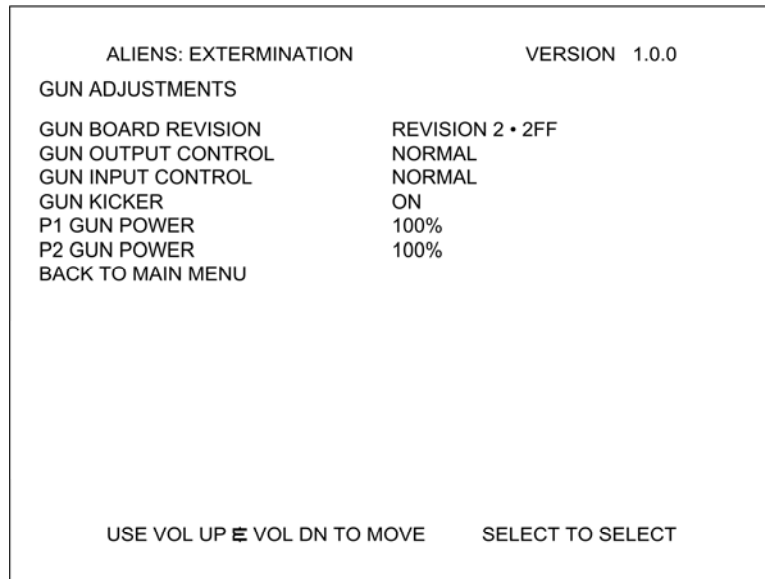 ALIENS: EXTERMINATION VERSION 1.0.0
GUN ADJUSTMENTS
GUN BOARD REVISION REVISION 2 • 2FF
GUN OUTPUT CONTROL NORMAL
GUN INPUT CONTROL NORMAL
GUN KICKER ON
P1 GUN POWER 100%
P2 GUN POWER 100%
BACK TO MAIN MENU
USE VOL UP & VOL DN TO MOVE SELECT TO SELECT